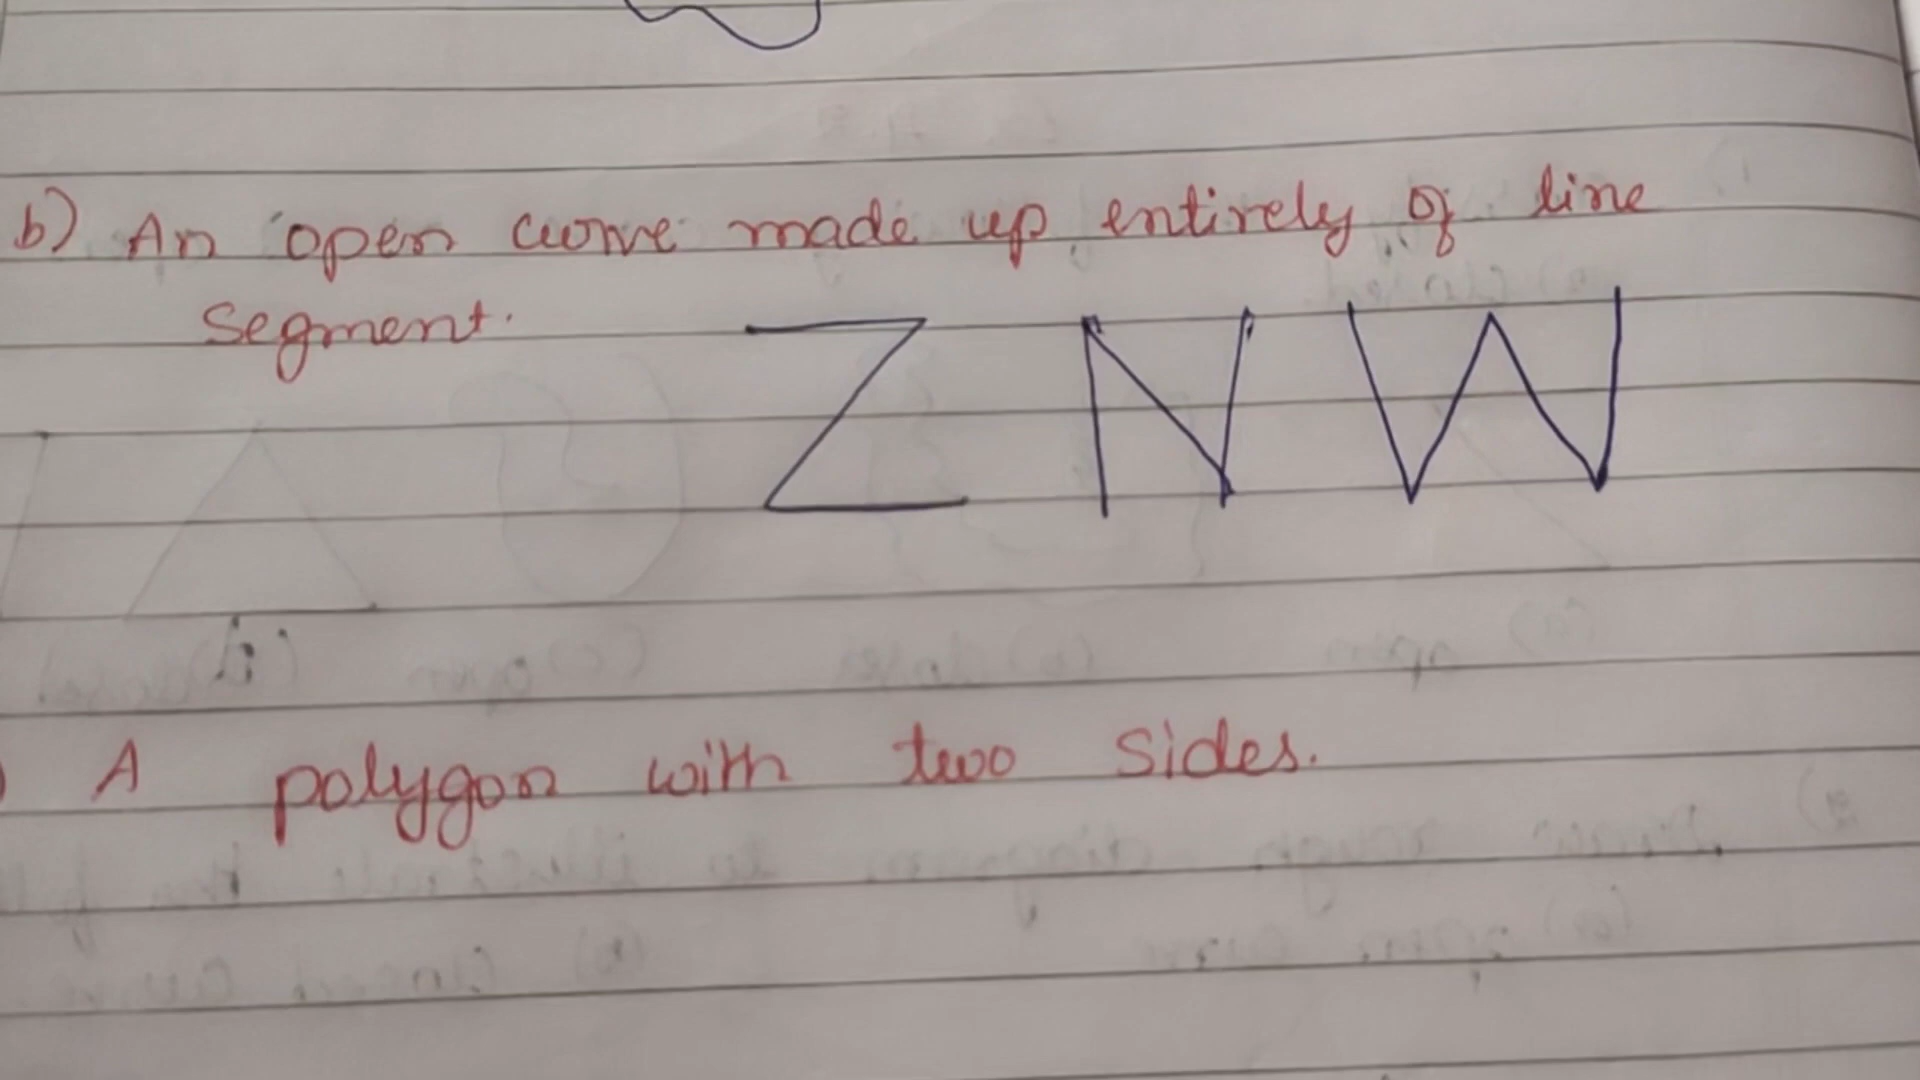 b) An open curve made up entirely of line
segment.
Z N W
) A polygon with two sides.